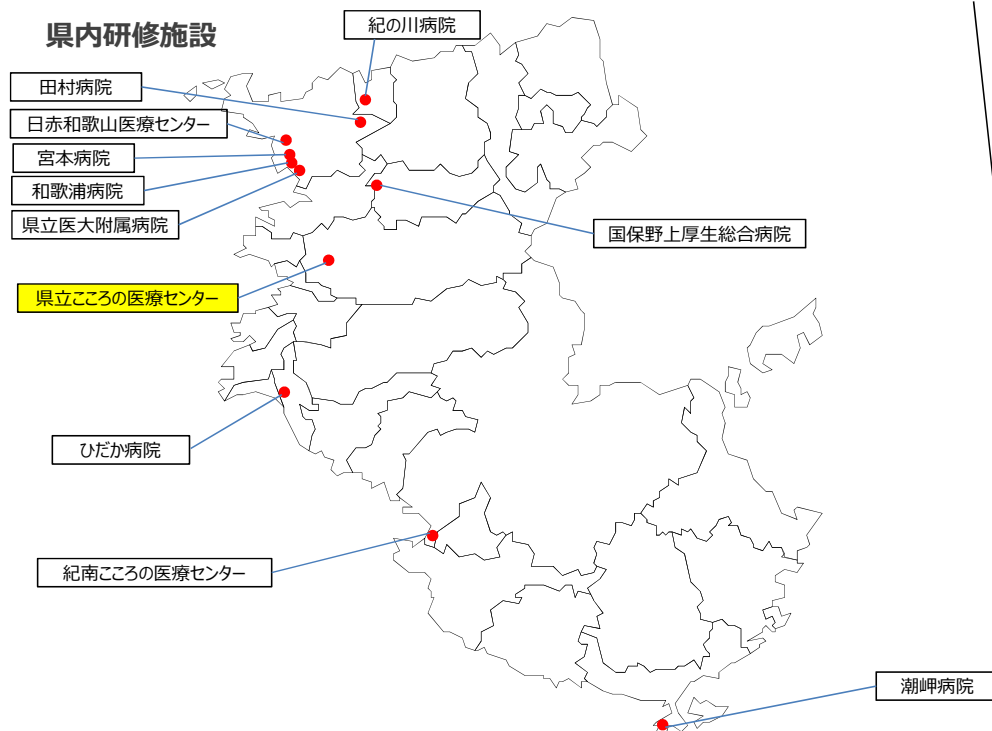 県内研修施設
紀の川病院
田村病院
日赤和歌山医療センター
宮本病院
和歌浦病院
県立医大附属病院
国保野上厚生総合病院
県立こころの医療センター
ひだか病院
紀南こころの医療センター
潮岬病院